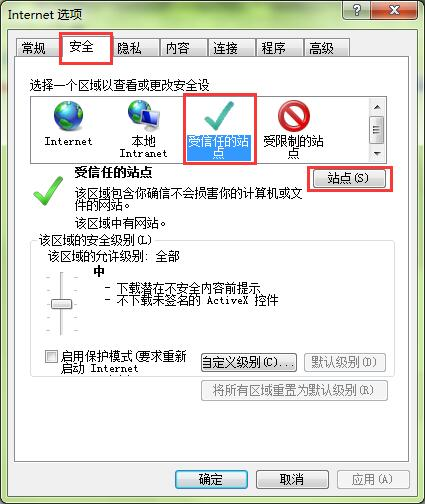 Internet 选项
常规 安全 隐私 内容 连接 程序 高级
选择一个区域以查看或更改安全设
Internet
本地
Intranet
受信任的站
点
受限制的站
点
受信任的站点
站点(S)
该区域包含你确信不会损害你的计算机或文
件的网站。
该区域中有网站。
该区域的安全级别(L)
该区域的允许级别: 全部
中
- 下载潜在不安全内容前提示
- 不下载未签名的 ActiveX 控件
启用保护模式(要求重新
启动 Internet
自定义级别(C)...
默认级别(D)
将所有区域重置为默认级别(R)
确定 取消 应用(A)